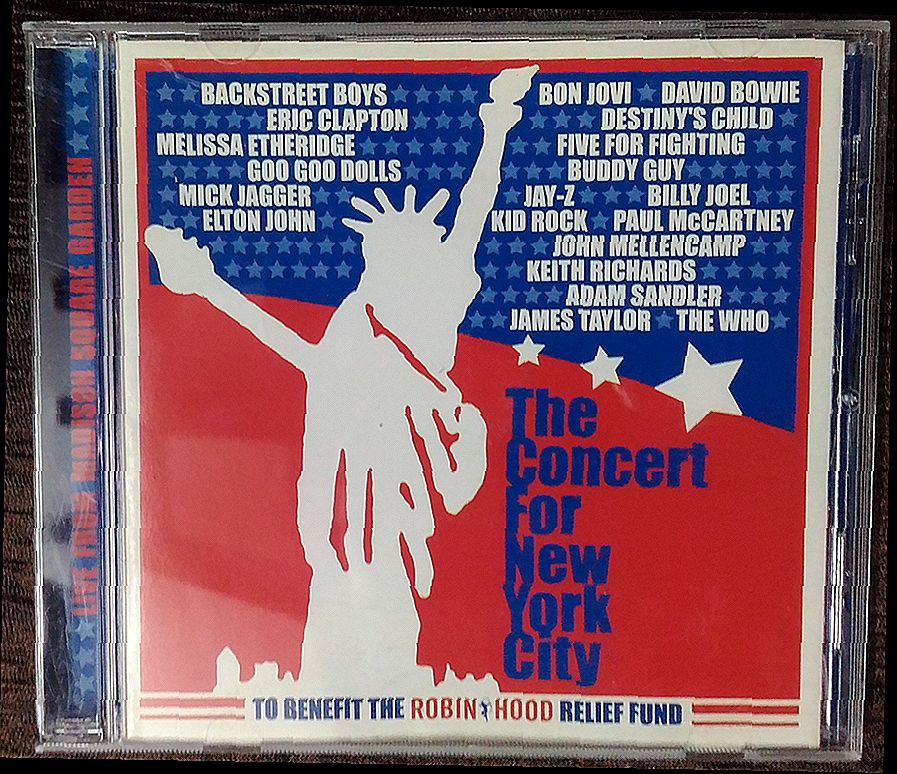 BACKSTREET BOYS
ERIC CLAPTON
MELISSA ETHERIDGE
GOO GOO DOLLS
MICK JAGGER
ELTON JOHN
BON JOVI DAVID BOWIE
DESTINY'S CHILD
FIVE FOR FIGHTING
BUDDY GUY
JAY-Z BILLY JOEL
KID ROCK PAUL McCARTNEY
JOHN MELLENCAMP
KEITH RICHARDS
ADAM SANDLER
JAMES TAYLOR THE WHO
The
Concert
For
New
York
City
TO BENEFIT THE ROBIN HOOD RELIEF FUND
LIVE FROM MADISON SQUARE GARDEN